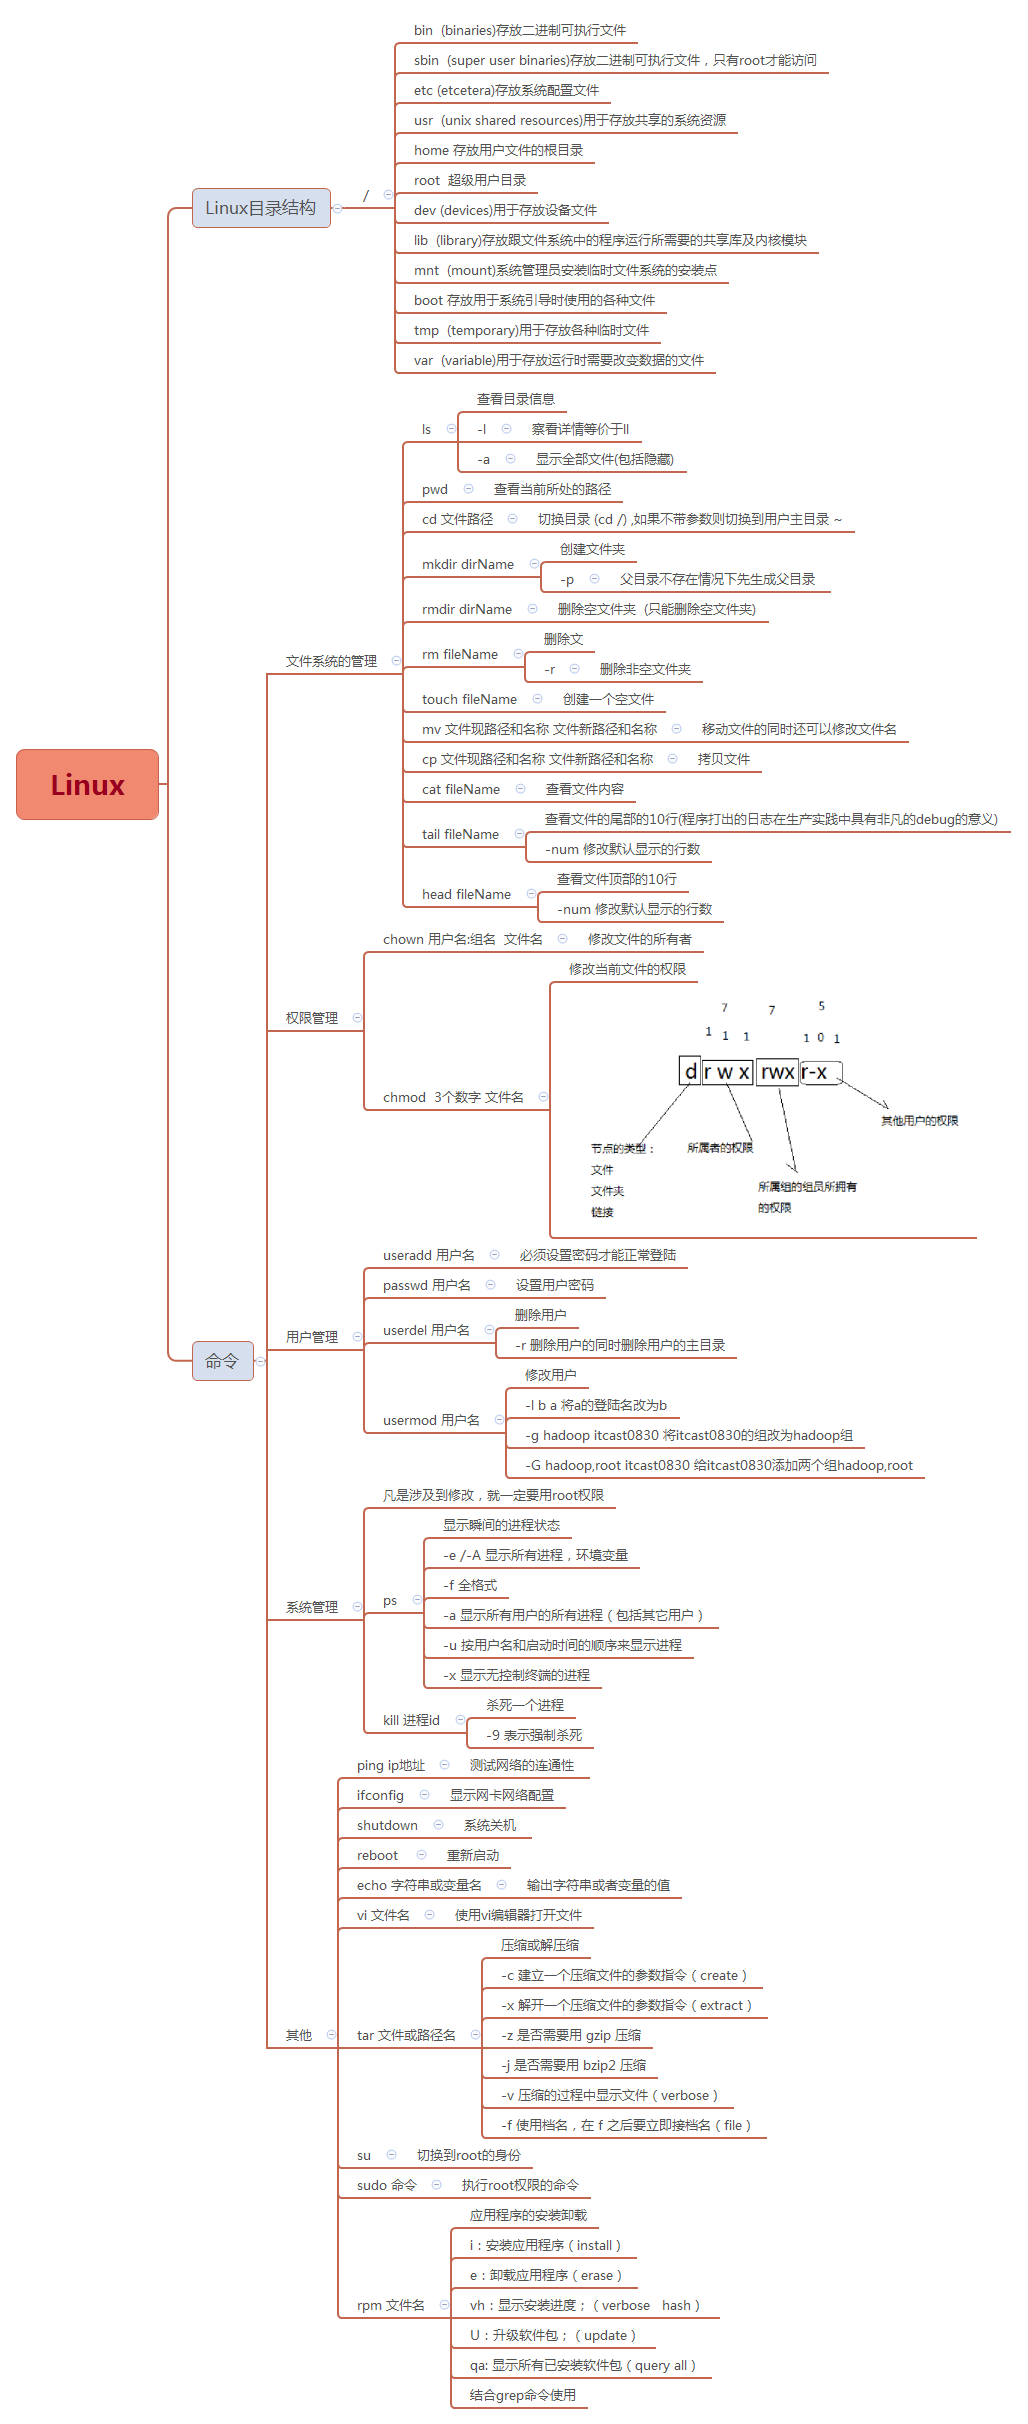 Linux
Linux目录结构
/
bin  (binaries)存放二进制可执行文件
sbin  (super user binaries)存放二进制可执行文件，只有root才能访问
etc (etcetera)存放系统配置文件
usr  (unix shared resources)用于存放共享的系统资源
home 存放用户文件的根目录
root  超级用户目录
dev (devices)用于存放设备文件
lib  (library)存放跟文件系统中的程序运行所需要的共享库及内核模块
mnt  (mount)系统管理员安装临时文件系统的安装点
boot 存放用于系统引导时使用的各种文件
tmp  (temporary)用于存放各种临时文件
var  (variable)用于存放运行时需要改变数据的文件
命令
文件系统的管理
ls
查看目录信息
-l 察看详情等价于ll
-a 显示全部文件(包括隐藏)
pwd 查看当前所处的路径
cd 文件路径 切换目录 (cd /) ,如果不带参数则切换到用户主目录 ~
mkdir dirName
创建文件夹
-p 父目录不存在情况下先生成父目录
rmdir dirName 删除空文件夹  (只能删除空文件夹)
rm fileName
删除文
-r 删除非空文件夹
touch fileName 创建一个空文件
mv 文件现路径和名称 文件新路径和名称 移动文件的同时还可以修改文件名
cp 文件现路径和名称 文件新路径和名称 拷贝文件
cat fileName 查看文件内容
tail fileName
查看文件的尾部的10行(程序打出的日志在生产实践中具有非凡的debug的意义)
-num 修改默认显示的行数
head fileName
查看文件顶部的10行
-num 修改默认显示的行数
权限管理
chown 用户名:组名  文件名 修改文件的所有者
chmod  3个数字 文件名
修改当前文件的权限
7 7 5
1 1 1 1 0 1
d r w x rwx r-x
其他用户的权限
节点的类型：
文件
文件夹
链接
所属者的权限
所属组的组员所拥有
的权限
用户管理
useradd 用户名 必须设置密码才能正常登陆
passwd 用户名 设置用户密码
userdel 用户名
删除用户
-r 删除用户的同时删除用户的主目录
usermod 用户名
修改用户
-l b a 将a的登陆名改为b
-g hadoop itcast0830 将itcast0830的组改为hadoop组
-G hadoop,root itcast0830 给itcast0830添加两个组hadoop,root
系统管理
凡是涉及到修改，就一定要用root权限
ps
显示瞬间的进程状态
-e /-A 显示所有进程，环境变量
-f 全格式
-a 显示所有用户的所有进程（包括其它用户）
-u 按用户名和启动时间的顺序来显示进程
-x 显示无控制终端的进程
kill 进程id
杀死一个进程
-9 表示强制杀死
其他
ping ip地址 测试网络的连通性
ifconfig 显示网卡网络配置
shutdown 系统关机
reboot 重新启动
echo 字符串或变量名 输出字符串或者变量的值
vi 文件名 使用vi编辑器打开文件
tar 文件或路径名
压缩或解压缩
-c 建立一个压缩文件的参数指令（create）
-x 解开一个压缩文件的参数指令（extract）
-z 是否需要用 gzip 压缩
-j 是否需要用 bzip2 压缩
-v 压缩的过程中显示文件（verbose）
-f 使用档名，在 f 之后要立即接档名（file）
su 切换到root的身份
sudo 命令 执行root权限的命令
rpm 文件名
应用程序的安装卸载
i：安装应用程序（install）
e：卸载应用程序（erase）
vh：显示安装进度；（verbose   hash）
U：升级软件包；（update）
qa: 显示所有已安装软件包（query all）
结合grep命令使用